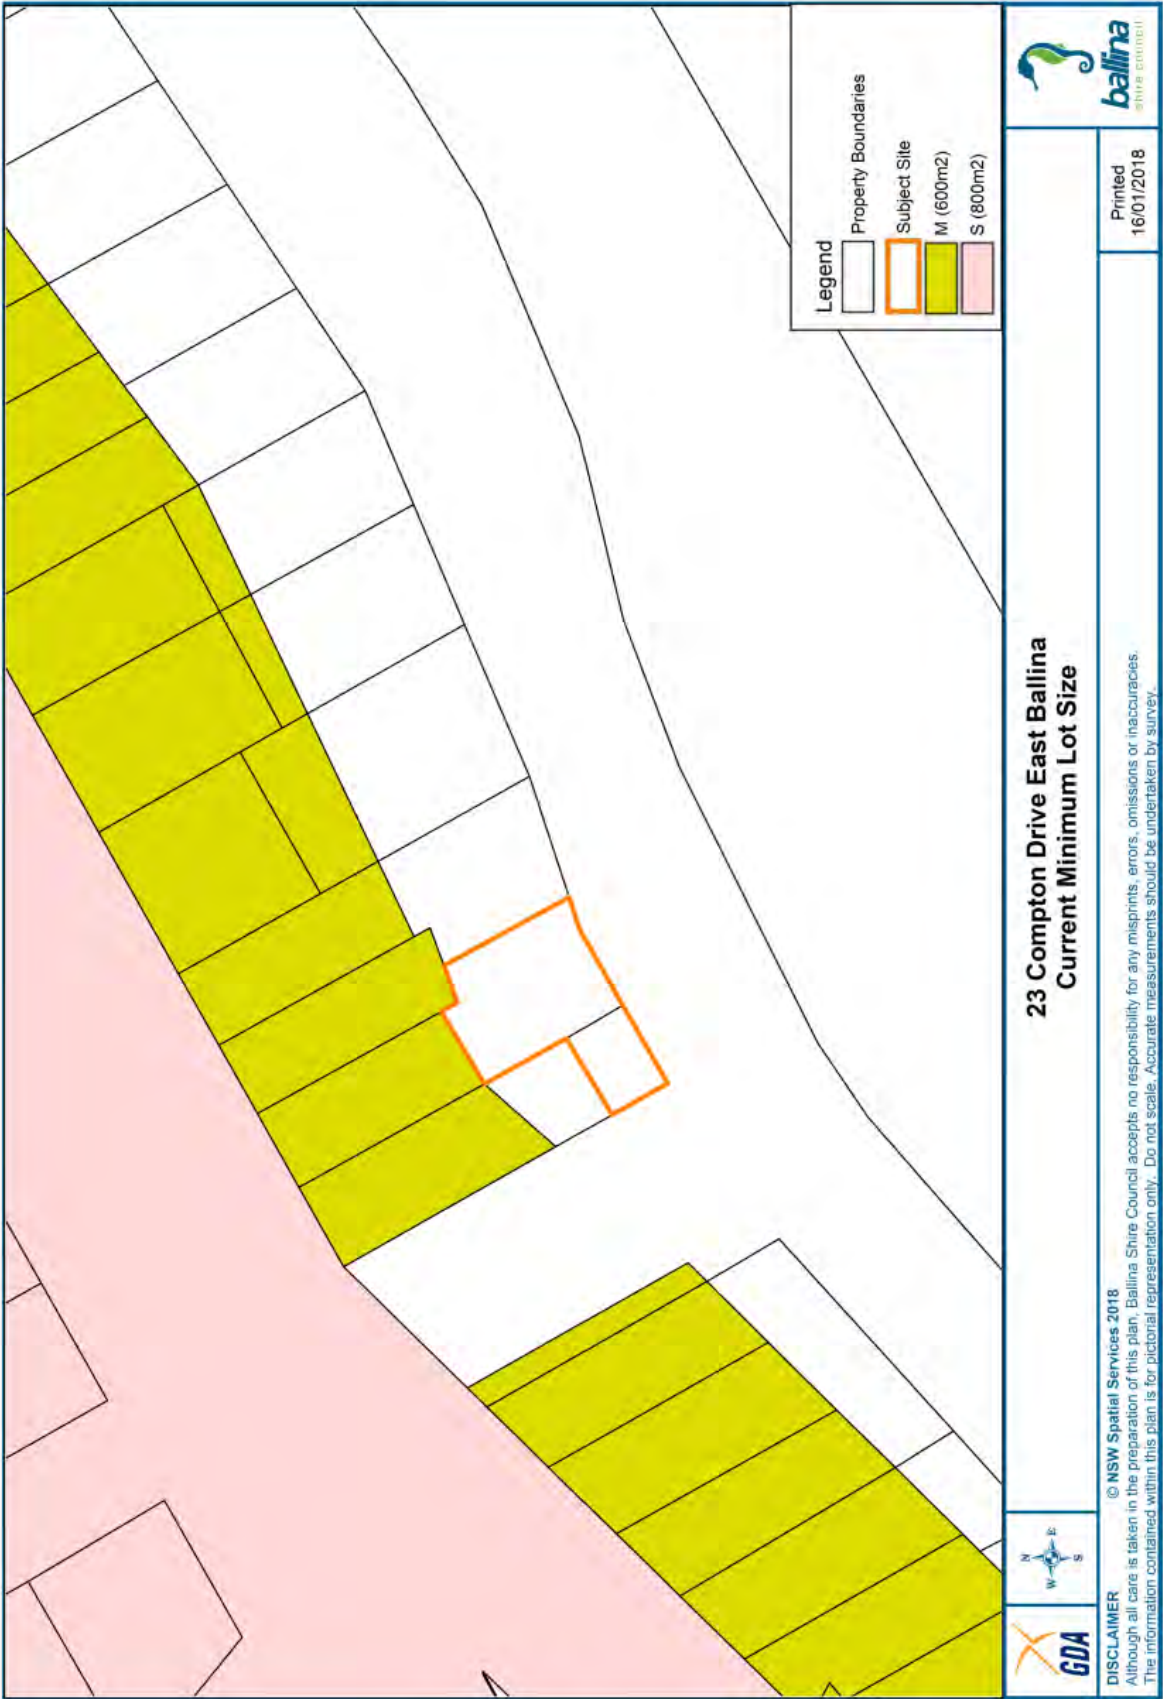 Legend
Property Boundaries
Subject Site
M (600m2)
S (800m2)
GDA
N
W E
S
23 Compton Drive East Ballina
Current Minimum Lot Size
ballina
shire council
DISCLAIMER © NSW Spatial Services 2018
Although all care is taken in the preparation of this plan, Ballina Shire Council accepts no responsibility for any misprints, errors, omissions or inaccuracies.
The information contained within this plan is for pictorial representation only. Do not scale. Accurate measurements should be undertaken by survey.
Printed
16/01/2018